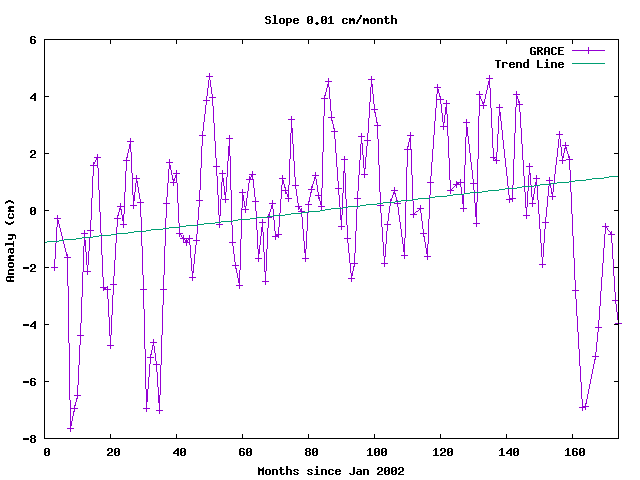 Slope 0.01 cm/month
GRACE
Trend Line
6
4
2
0
-2
-4
-6
-8
Anomaly (cm)
0 20 40 60 80 100 120 140 160
Months since Jan 2002